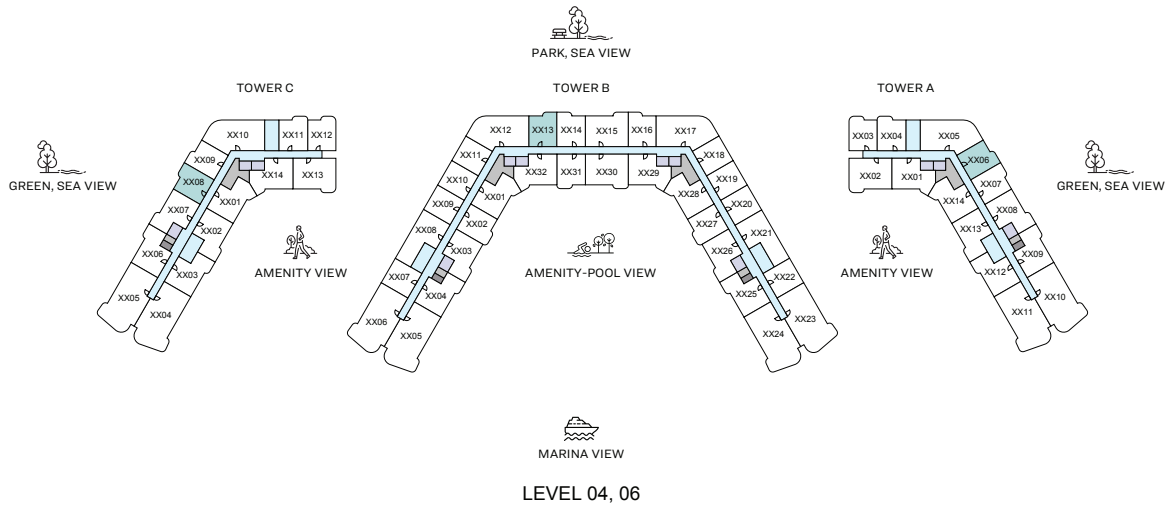 PARK, SEA VIEW
TOWER C
TOWER B
TOWER A
XX10
XX11
XX12
XX09
XX08
XX14
XX13
XX07
XX01
XX02
XX06
XX03
XX05
XX04
GREEN, SEA VIEW
AMENITY VIEW
XX12
XX13
XX14
XX15
XX16
XX17
XX11
XX32
XX31
XX30
XX29
XX18
XX10
XX01
XX28
XX19
XX09
XX02
XX27
XX20
XX08
XX03
XX26
XX21
XX07
XX04
XX25
XX22
XX06
XX05
XX24
XX23
AMENITY-POOL VIEW
XX03
XX04
XX05
XX06
XX02
XX01
XX07
XX14
XX08
XX13
XX09
XX12
XX10
XX11
AMENITY VIEW
GREEN, SEA VIEW
MARINA VIEW
LEVEL 04, 06